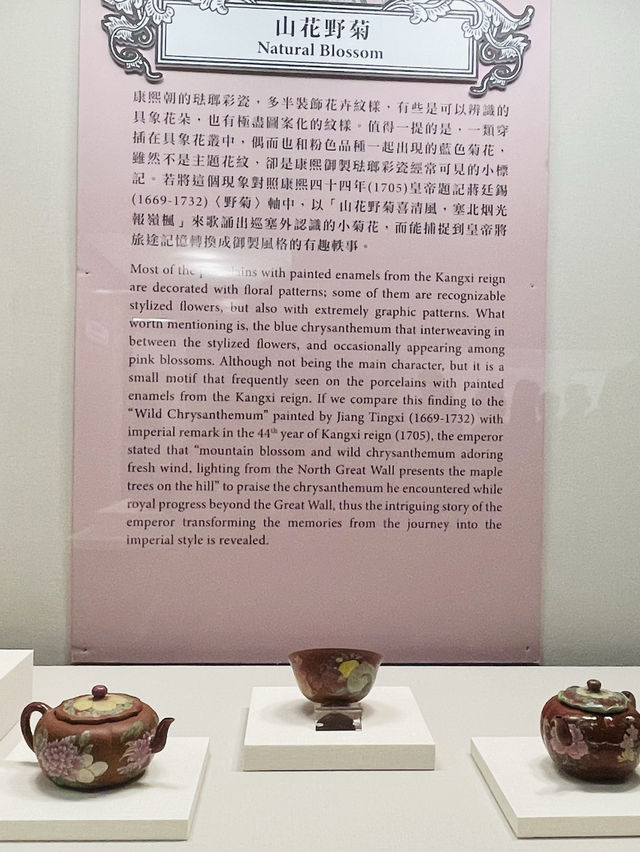 山花野菊
Natural Blossom
康熙朝的琺瑯彩瓷，多半裝飾花卉紋樣，有些是可以辨識的
具象花朵，也有極盡圖案化的紋樣。值得一提的是，一類穿
插在具象花叢中，偶而也和粉色品種一起出現的藍色菊花，
雖然不是主題花紋，卻是康熙御製琺瑯彩瓷經常可見的小標
記。若將這個現象對照康熙四十四年(1705)皇帝題記蔣廷錫
(1669-1732)〈野菊〉軸中，以「山花野菊喜清風，塞北烟光
報嶺楓」來歌誦出巡塞外認識的小菊花，而能捕捉到皇帝將
旅途記憶轉換成御製風格的有趣軼事。
Most of the porcelains with painted enamels from the Kangxi reign
are decorated with floral patterns; some of them are recognizable
stylized flowers, but also with extremely graphic patterns. What
worth mentioning is, the blue chrysanthemum that interweaving in
between the stylized flowers, and occasionally appearing among
pink blossoms. Although not being the main character, but it is a
small motif that frequently seen on the porcelains with painted
enamels from the Kangxi reign. If we compare this finding to the
“Wild Chrysanthemum” painted by Jiang Tingxi (1669-1732) with
imperial remark in the 44th year of Kangxi reign (1705), the emperor
stated that “mountain blossom and wild chrysanthemum adoring
fresh wind, lighting from the North Great Wall presents the maple
trees on the hill” to praise the chrysanthemum he encountered while
royal progress beyond the Great Wall, thus the intriguing story of the
emperor transforming the memories from the journey into the
imperial style is revealed.